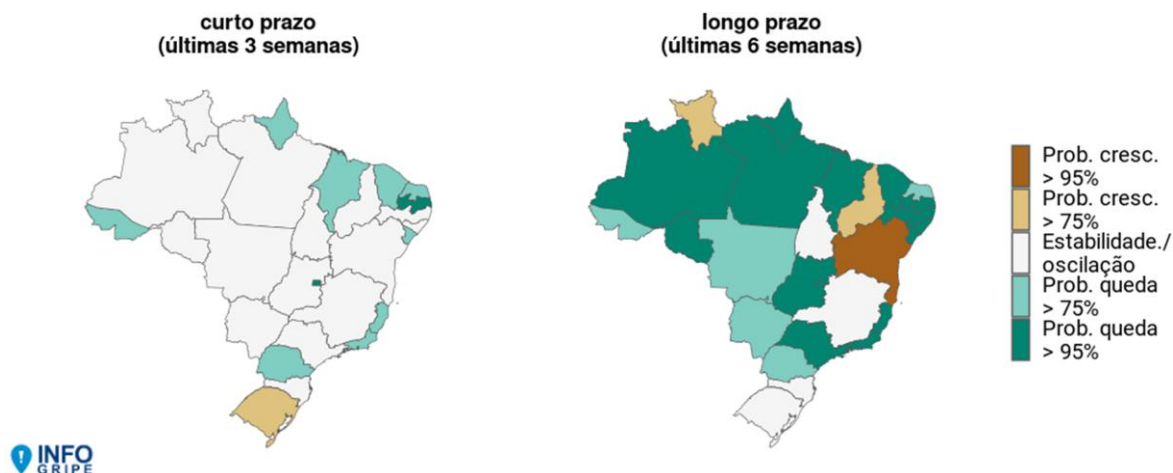 curto prazo
(últimas 3 semanas)
longo prazo
(últimas 6 semanas)
Prob. cresc.
> 95%
Prob. cresc.
> 75%
Estabilidade./
oscilação
Prob. queda
> 75%
Prob. queda
> 95%
INFO
GRIPE